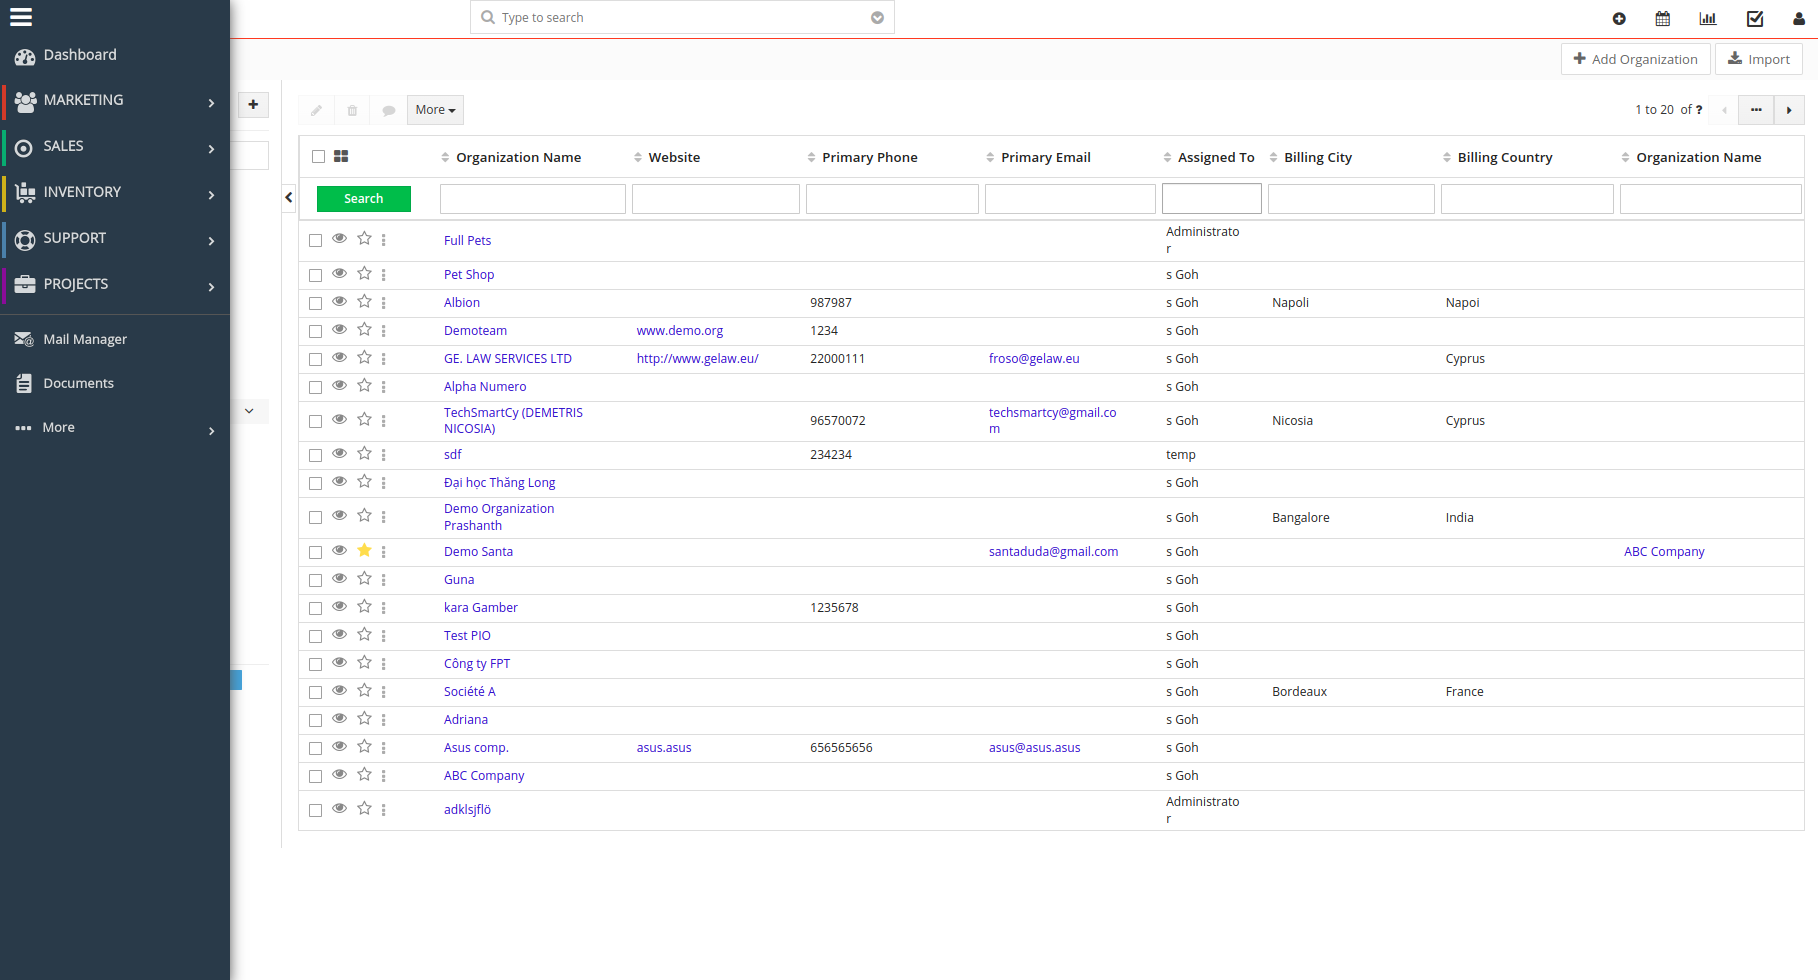 Type to search
Dashboard
MARKETING
SALES
INVENTORY
SUPPORT
PROJECTS
Mail Manager
Documents
More
Add Organization
Import
More
1 to 20 of ?
Organization Name Website Primary Phone Primary Email Assigned To Billing City Billing Country Organization Name
Search
Full Pets Administrato
r
Pet Shop s Goh
Albion 987987 s Goh Napoli Napoi
Demoteam www.demo.org 1234 s Goh
GE. LAW SERVICES LTD http://www.gelaw.eu/ 22000111 froso@gelaw.eu s Goh Cyprus
Alpha Numero s Goh
TechSmartCy (DEMETRIS techsmartcy@gmail.co
96570072 s Goh Nicosia Cyprus
NICOSIA) m
sdf 234234 temp
Đại học Thăng Long s Goh
Demo Organization
Prashanth s Goh Bangalore India
Demo Santa santaduda@gmail.com s Goh ABC Company
Guna s Goh
kara Gamber 1235678 s Goh
Test PIO s Goh
Công ty FPT s Goh
Société A s Goh Bordeaux France
Adriana s Goh
Asus comp. asus.asus 656565656 asus@asus.asus s Goh
ABC Company s Goh
adklsjflö Administrato
r